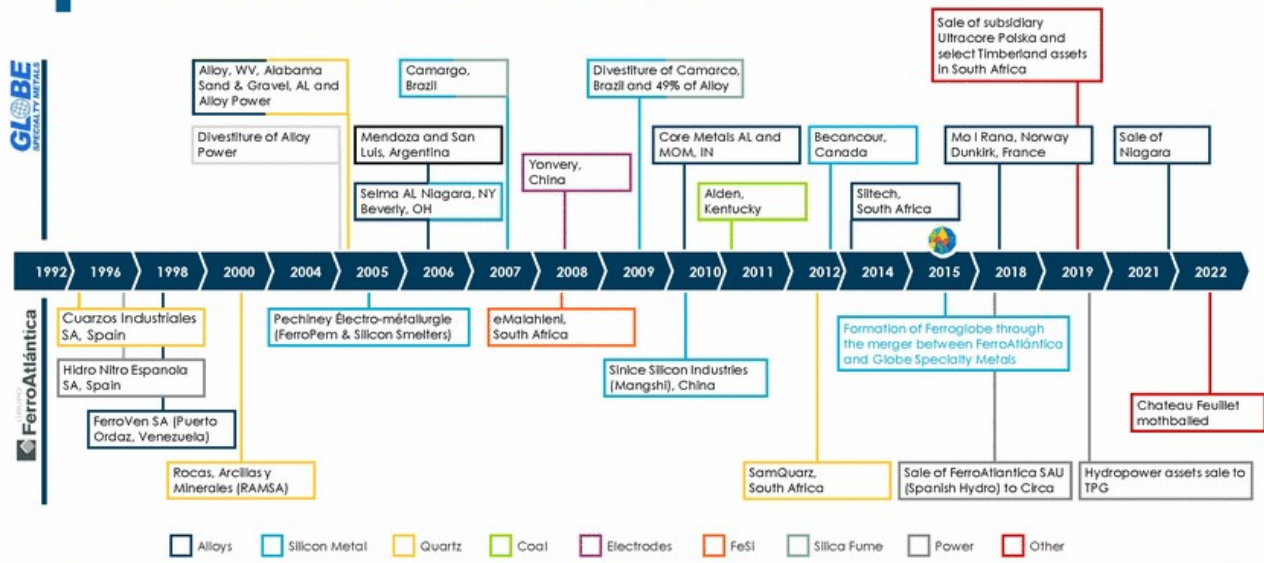 GLOBE
SPECIALTY METALS
Alloy, WV, Alabama
Sand & Gravel, AL and
Alloy Power
Divestiture of Alloy
Power
Camargo,
Brazil
Mendoza and San
Luis, Argentina
Selma AL Niagara, NY
Beverly, OH
Yonvery,
China
Divestiture of Camarco,
Brazil and 49% of Alloy
Core Metals AL and
MOM, IN
Alden,
Kentucky
Becancour,
Canada
Siltech,
South Africa
Sale of subsidiary
Ultracore Polska and
select Timberland assets
in South Africa
Mo I Rana, Norway
Dunkirk, France
Sale of
Niagara
1992 1996 1998 2000 2004 2005 2006 2007 2008 2009 2010 2011 2012 2014 2015 2018 2019 2021 2022
GRUPO
FerroAtlántica
Cuarzos Industriales
SA, Spain
Hidro Nitro Espanola
SA, Spain
FerroVen SA (Puerto
Ordaz, Venezuela)
Rocas, Arcillas y
Minerales (RAMSA)
Pechiney Électro-métallurgie
(FerroPem & Silicon Smelters)
eMalahleni,
South Africa
Sinice Silicon Industries
(Mangshi), China
SamQuarz,
South Africa
Formation of Ferroglobe through
the merger between FerroAtlántica
and Globe Specialty Metals
Sale of FerroAtlantica SAU
(Spanish Hydro) to Circa
Hydropower assets sale to
TPG
Chateau Feuillet
mothballed
Alloys
Silicon Metal
Quartz
Coal
Electrodes
FeSI
Silica Fume
Power
Other